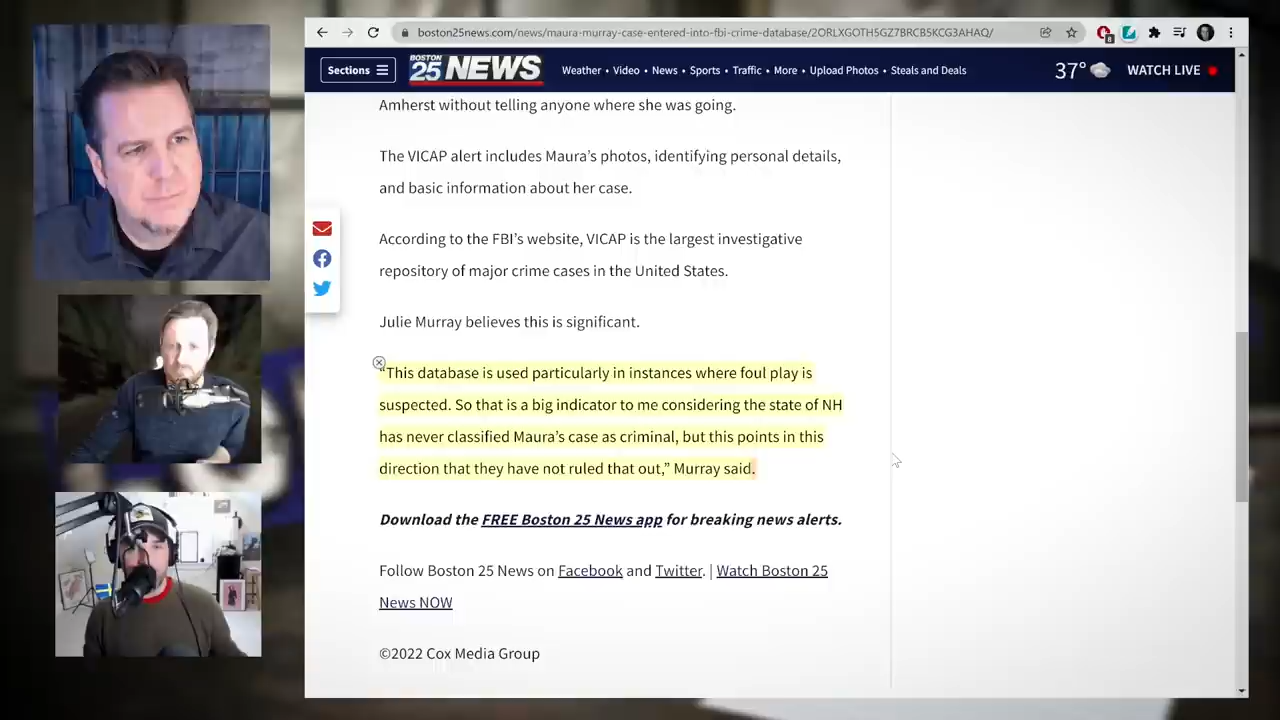 boston25news.com/news/maura-murray-case-entered-into-fbi-crime-database/2ORLXGOTH5GZ7BRCB5KCG3AHAQ/
8
Sections
BOSTON 25 NEWS
Weather • Video • News • Sports • Traffic • More • Upload Photos • Steals and Deals
37°
WATCH LIVE
Amherst without telling anyone where she was going.
The VICAP alert includes Maura’s photos, identifying personal details,
and basic information about her case.
According to the FBI’s website, VICAP is the largest investigative
repository of major crime cases in the United States.
Julie Murray believes this is significant.
“This database is used particularly in instances where foul play is
suspected. So that is a big indicator to me considering the state of NH
has never classified Maura’s case as criminal, but this points in this
direction that they have not ruled that out,” Murray said.
Download the FREE Boston 25 News app for breaking news alerts.
Follow Boston 25 News on Facebook and Twitter. | Watch Boston 25
News NOW
©2022 Cox Media Group